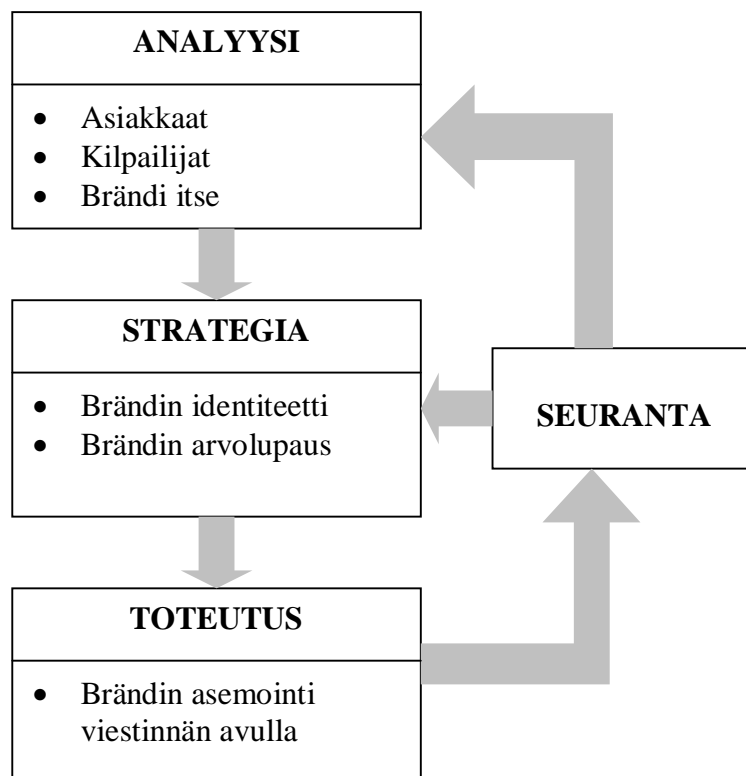 ANALYYSI
• Asiakkaat
• Kilpailijat
• Brändi itse
STRATEGIA
• Brändin identiteetti
• Brändin arvolupaus
SEURANTA
TOTEUTUS
• Brändin asemointi
viestinnän avulla